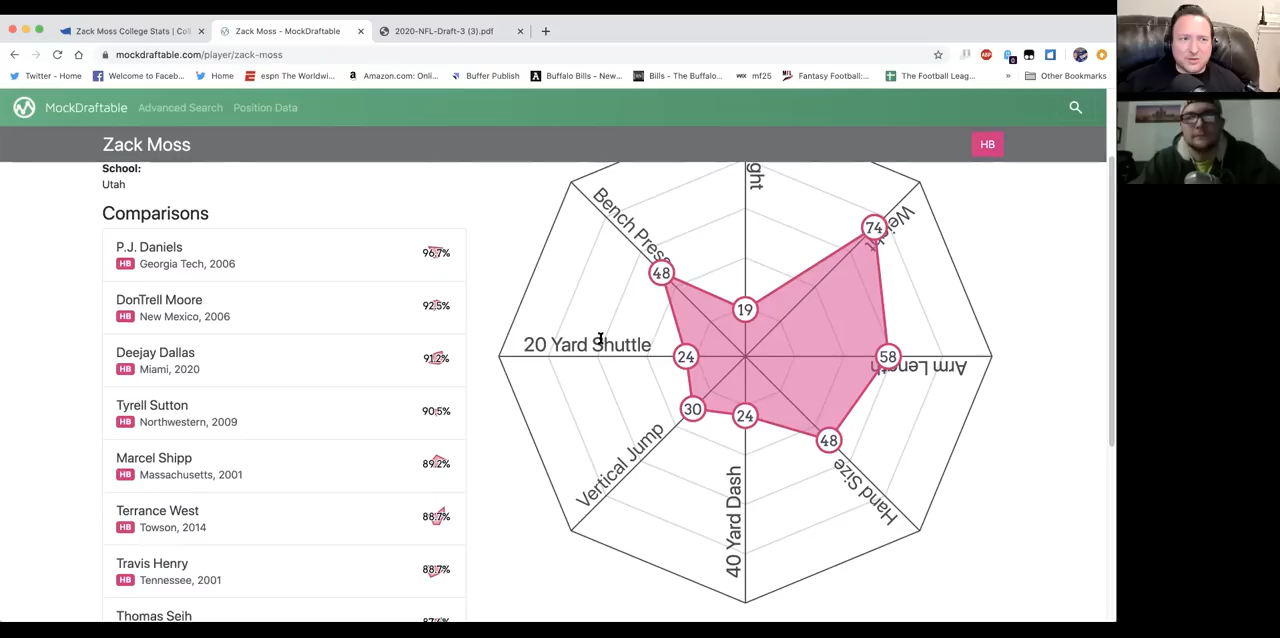 Zack Moss College Stats | Coll
Zack Moss - MockDraftable
2020-NFL-Draft-3 (3).pdf
mockdraftable.com/player/zack-moss
Twitter - Home
Welcome to Faceb...
Home
espn The Worldwi...
Amazon.com: Onli...
Buffer Publish
Buffalo Bills - New...
Bills - The Buffalo...
wx mf25
Fantasy Football:...
The Football Leag...
» Other Bookmarks
MockDraftable
Advanced Search
Position Data
Zack Moss
HB
School:
Utah
Comparisons
P.J. Daniels
HB Georgia Tech, 2006
96.7%
DonTrell Moore
HB New Mexico, 2006
92.5%
Deejay Dallas
HB Miami, 2020
91.2%
Tyrell Sutton
HB Northwestern, 2009
90.5%
Marcel Shipp
HB Massachusetts, 2001
89.2%
Terrance West
HB Towson, 2014
88.7%
Travis Henry
HB Tennessee, 2001
88.7%
Thomas
ght
Weight
74
Arm Length
58
Hand Size
48
40 Yard Dash
24
Vertical Jump
30
20 Yard Shuttle
24
Bench Press
48
19